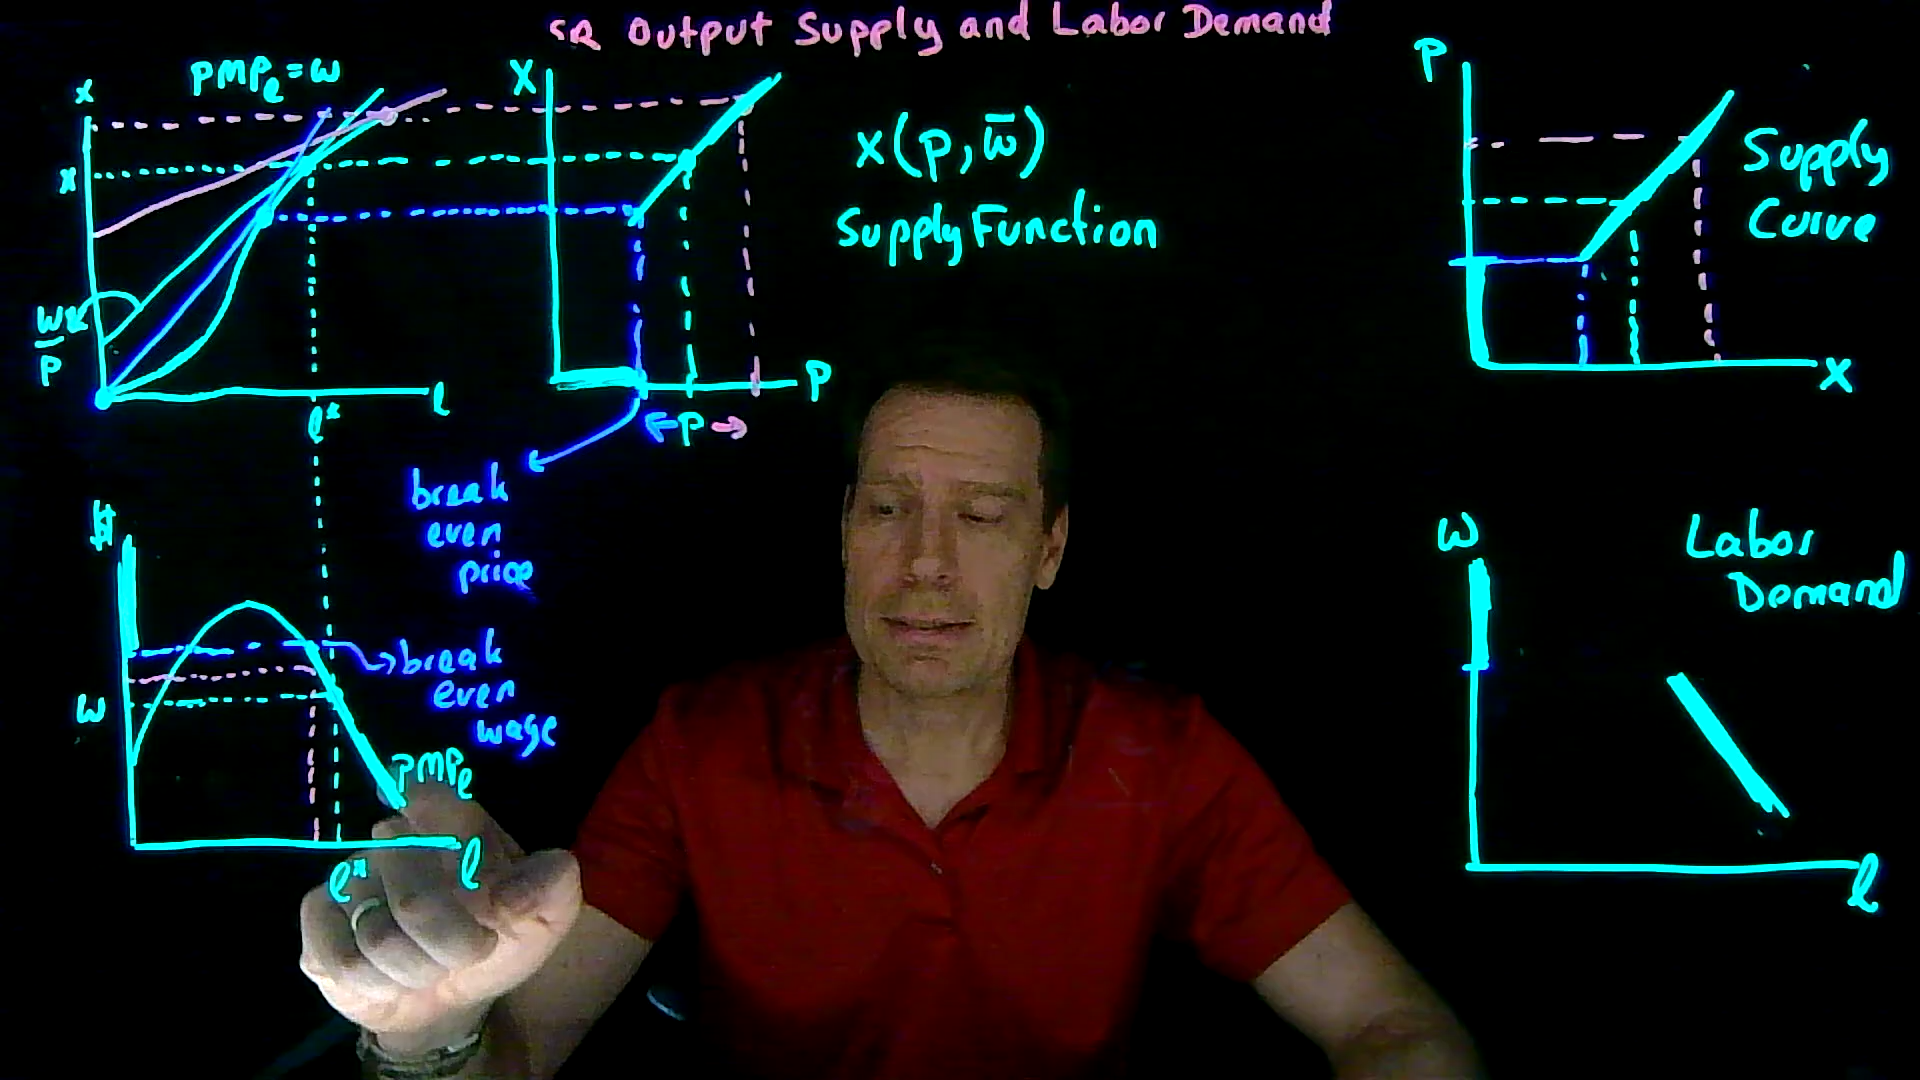 SR Output Supply and Labor Demand
x
pMPℓ = w
x
w
p
ℓ
ℓ*
X
p
← p →
x(p, w̄)
Supply Function
break
even
price
p
Supply
Curve
x
$
w
break
even
wage
pMPℓ
ℓ*
ℓ
w
Labor
Demand
ℓ